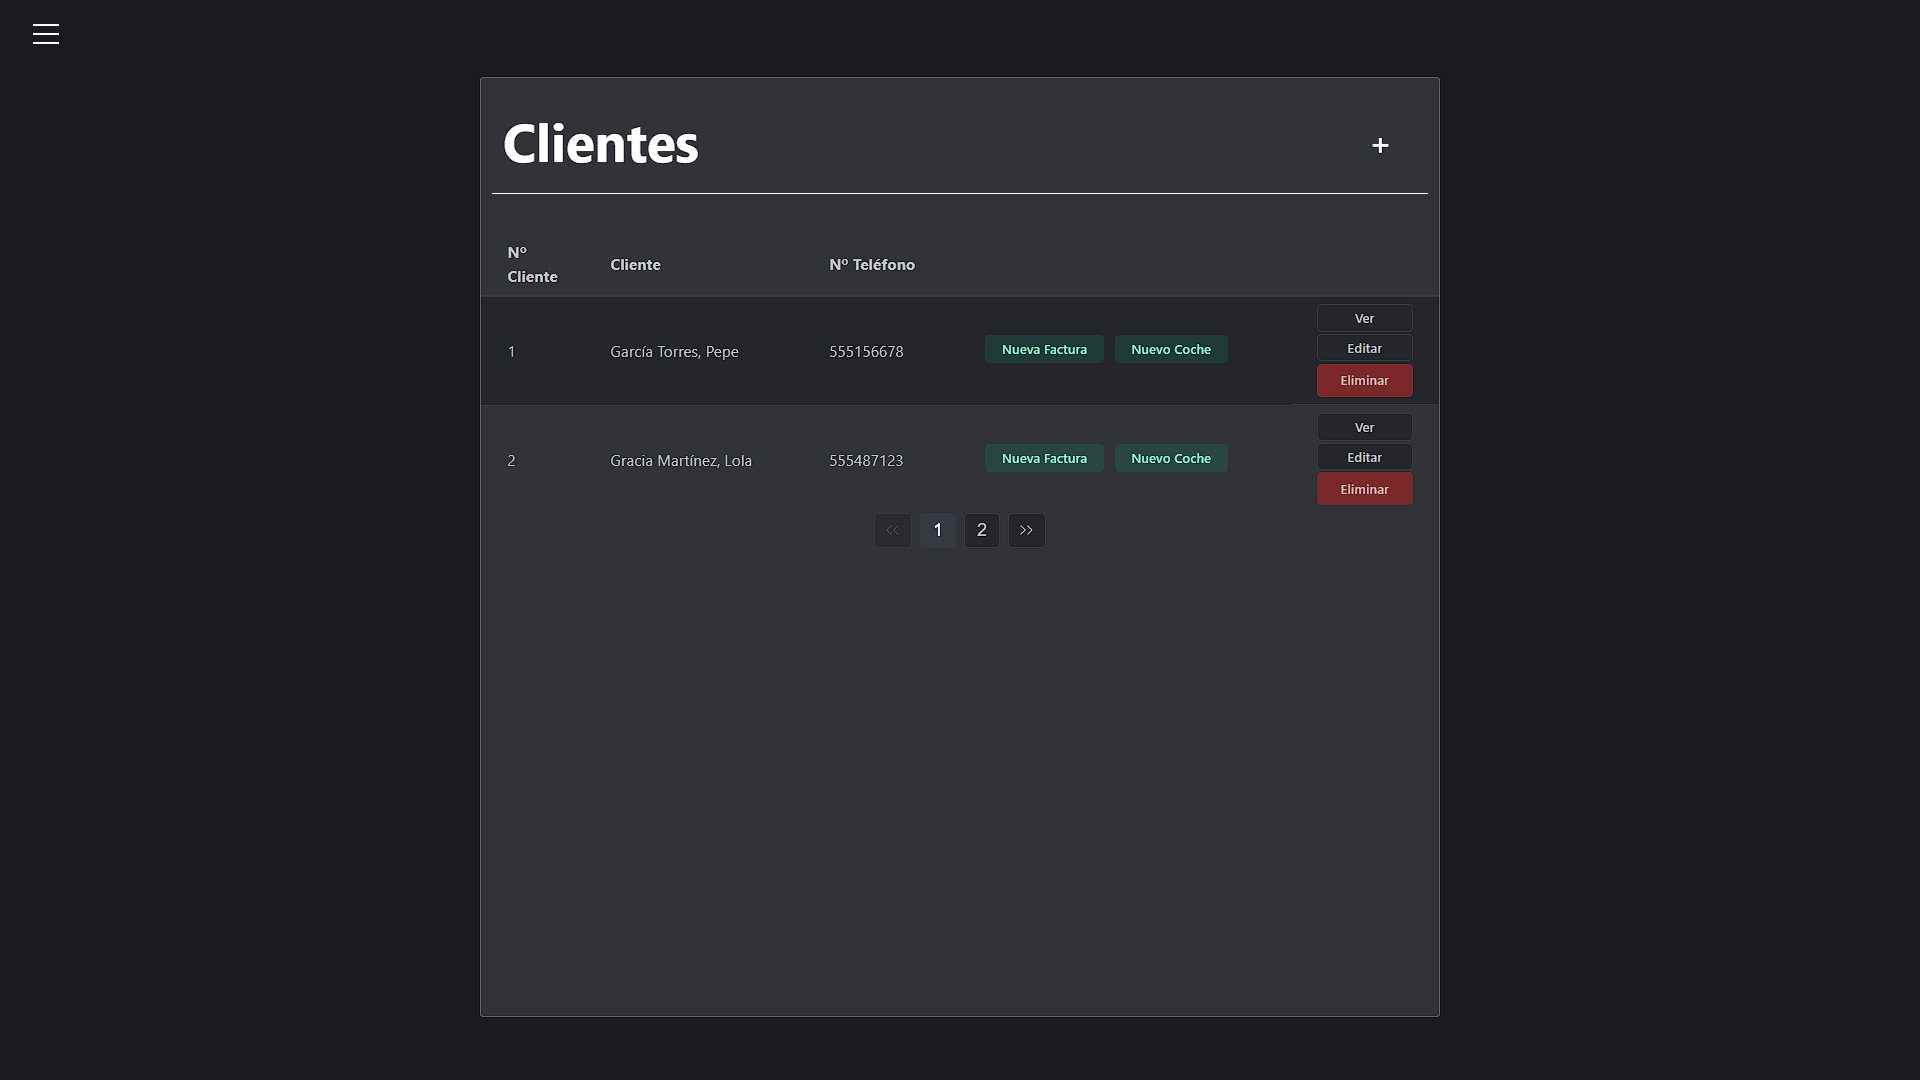 Clientes +
Nº Cliente Cliente Nº Teléfono
1 García Torres, Pepe 555156678 Nueva Factura Nuevo Coche Ver
Editar
Eliminar
2 Gracia Martínez, Lola 555487123 Nueva Factura Nuevo Coche Ver
Editar
Eliminar
<< 1 2 >>